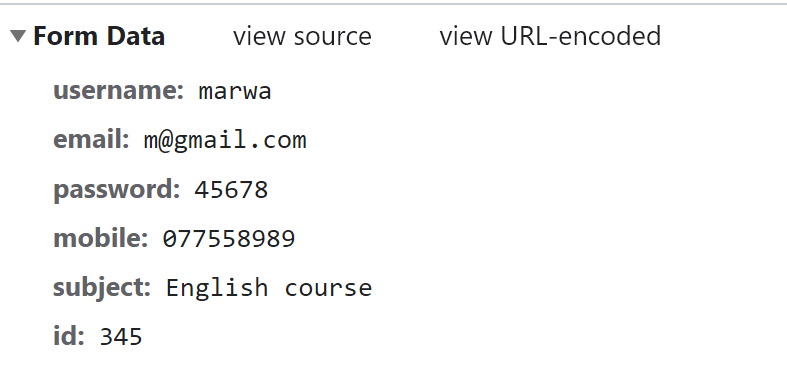 Form Data view source view URL-encoded
username: marwa
email: m@gmail.com
password: 45678
mobile: 077558989
subject: English course
id: 345